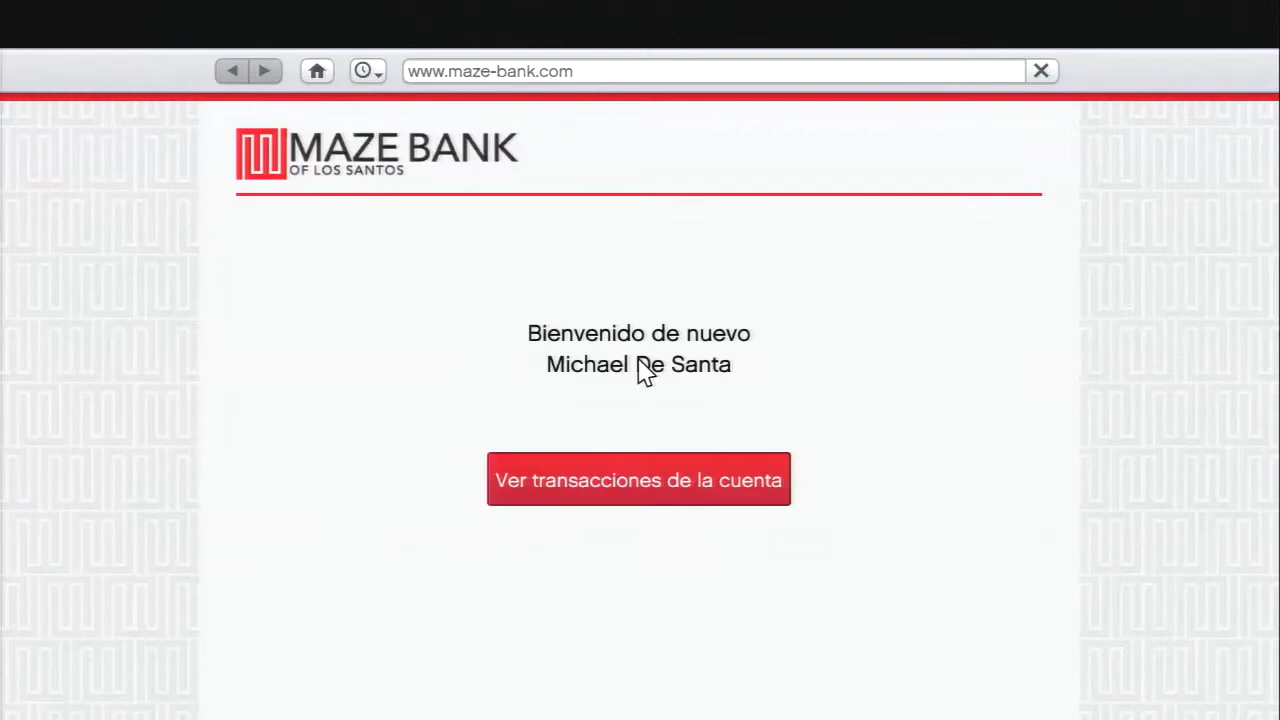 www.maze-bank.com
MAZE BANK
OF LOS SANTOS
Bienvenido de nuevo
Michael De Santa
Ver transacciones de la cuenta